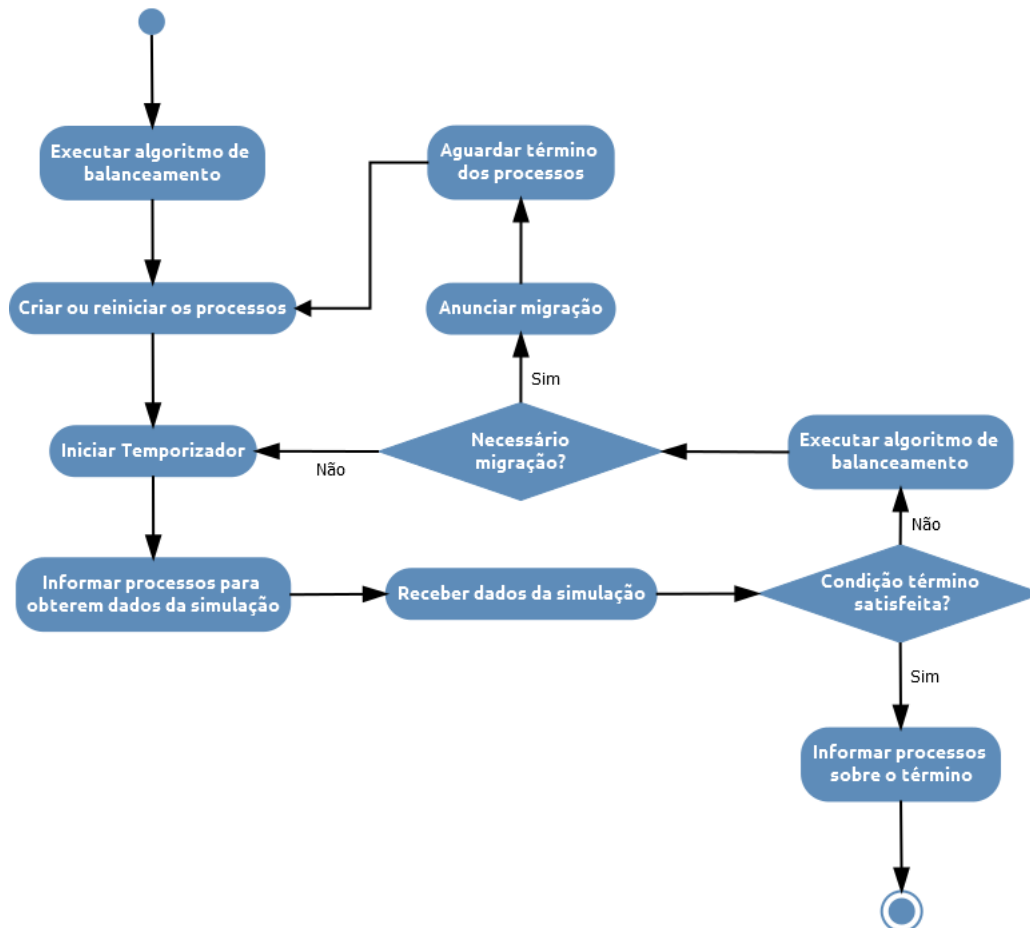 Executar algoritmo de
balanceamento
Aguardar término
dos processos
Criar ou reiniciar os processos
Anunciar migração
Sim
Iniciar Temporizador
Não
Necessário
migração?
Executar algoritmo de
balanceamento
Não
Informar processos para
obterem dados da simulação
Receber dados da simulação
Condição término
satisfeita?
Sim
Informar processos
sobre o término